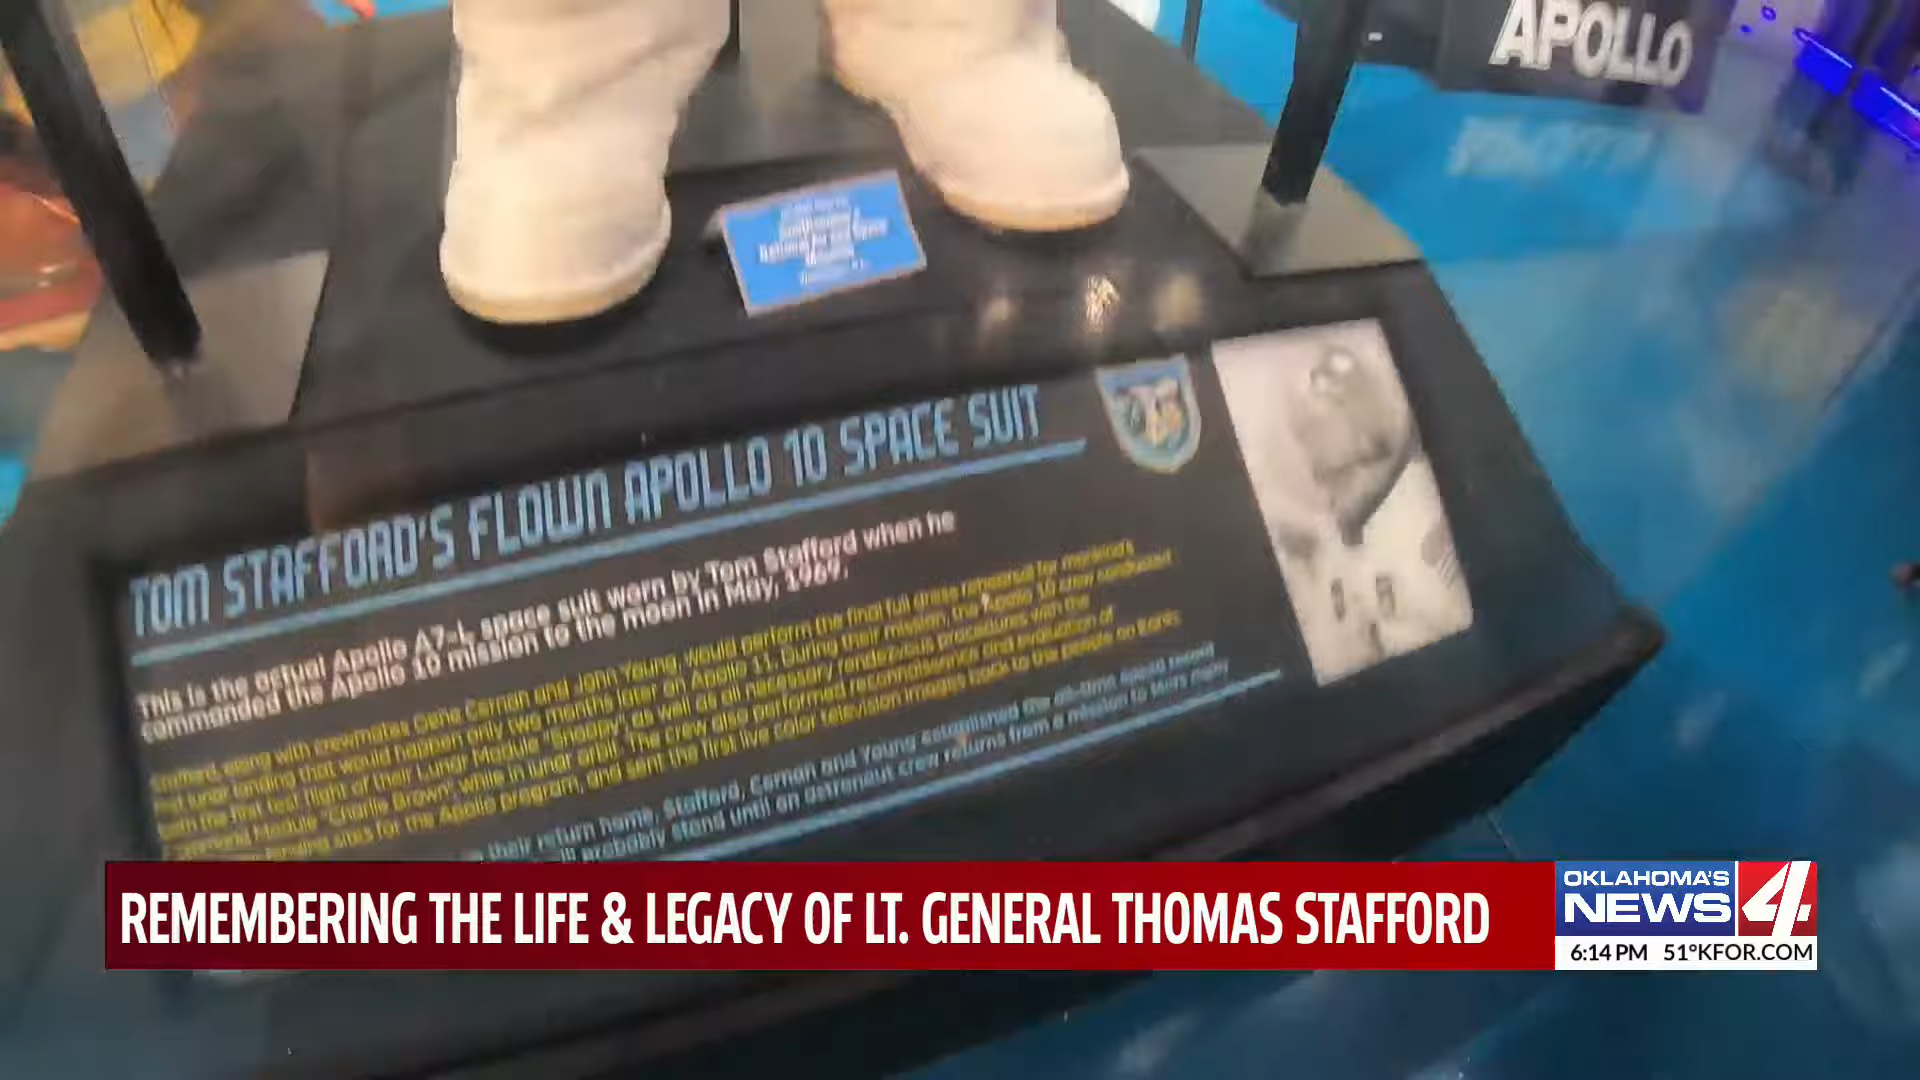 APOLLO
TOM STAFFORD'S FLOWN APOLLO 10 SPACE SUIT
This is the actual Apollo A7-L space suit worn by Tom Stafford when he
commanded the Apollo 10 mission to the moon in May, 1969.
along with crewmates Gene Cernan and John Young, would perform the final full dress rehearsal for mankind's
lunar landing that would happen only two months later on Apollo 11. During their mission, the Apollo 10 crew conducted
the first test flight of their Lunar Module "Snoopy", as well as all necessary rendezvous procedures with the
Command Module "Charlie Brown" while in lunar orbit. The crew also performed reconnaissance and evaluation of
landing sites for the Apollo program, and sent the first live color television images back to the people on Earth.
their return home, Stafford, Cernan and Young established the all-time speed record
probably stand until an astronaut crew returns from a mission to
REMEMBERING THE LIFE & LEGACY OF LT. GENERAL THOMAS STAFFORD
OKLAHOMA'S
NEWS 4
6:14 PM 51° KFOR.COM